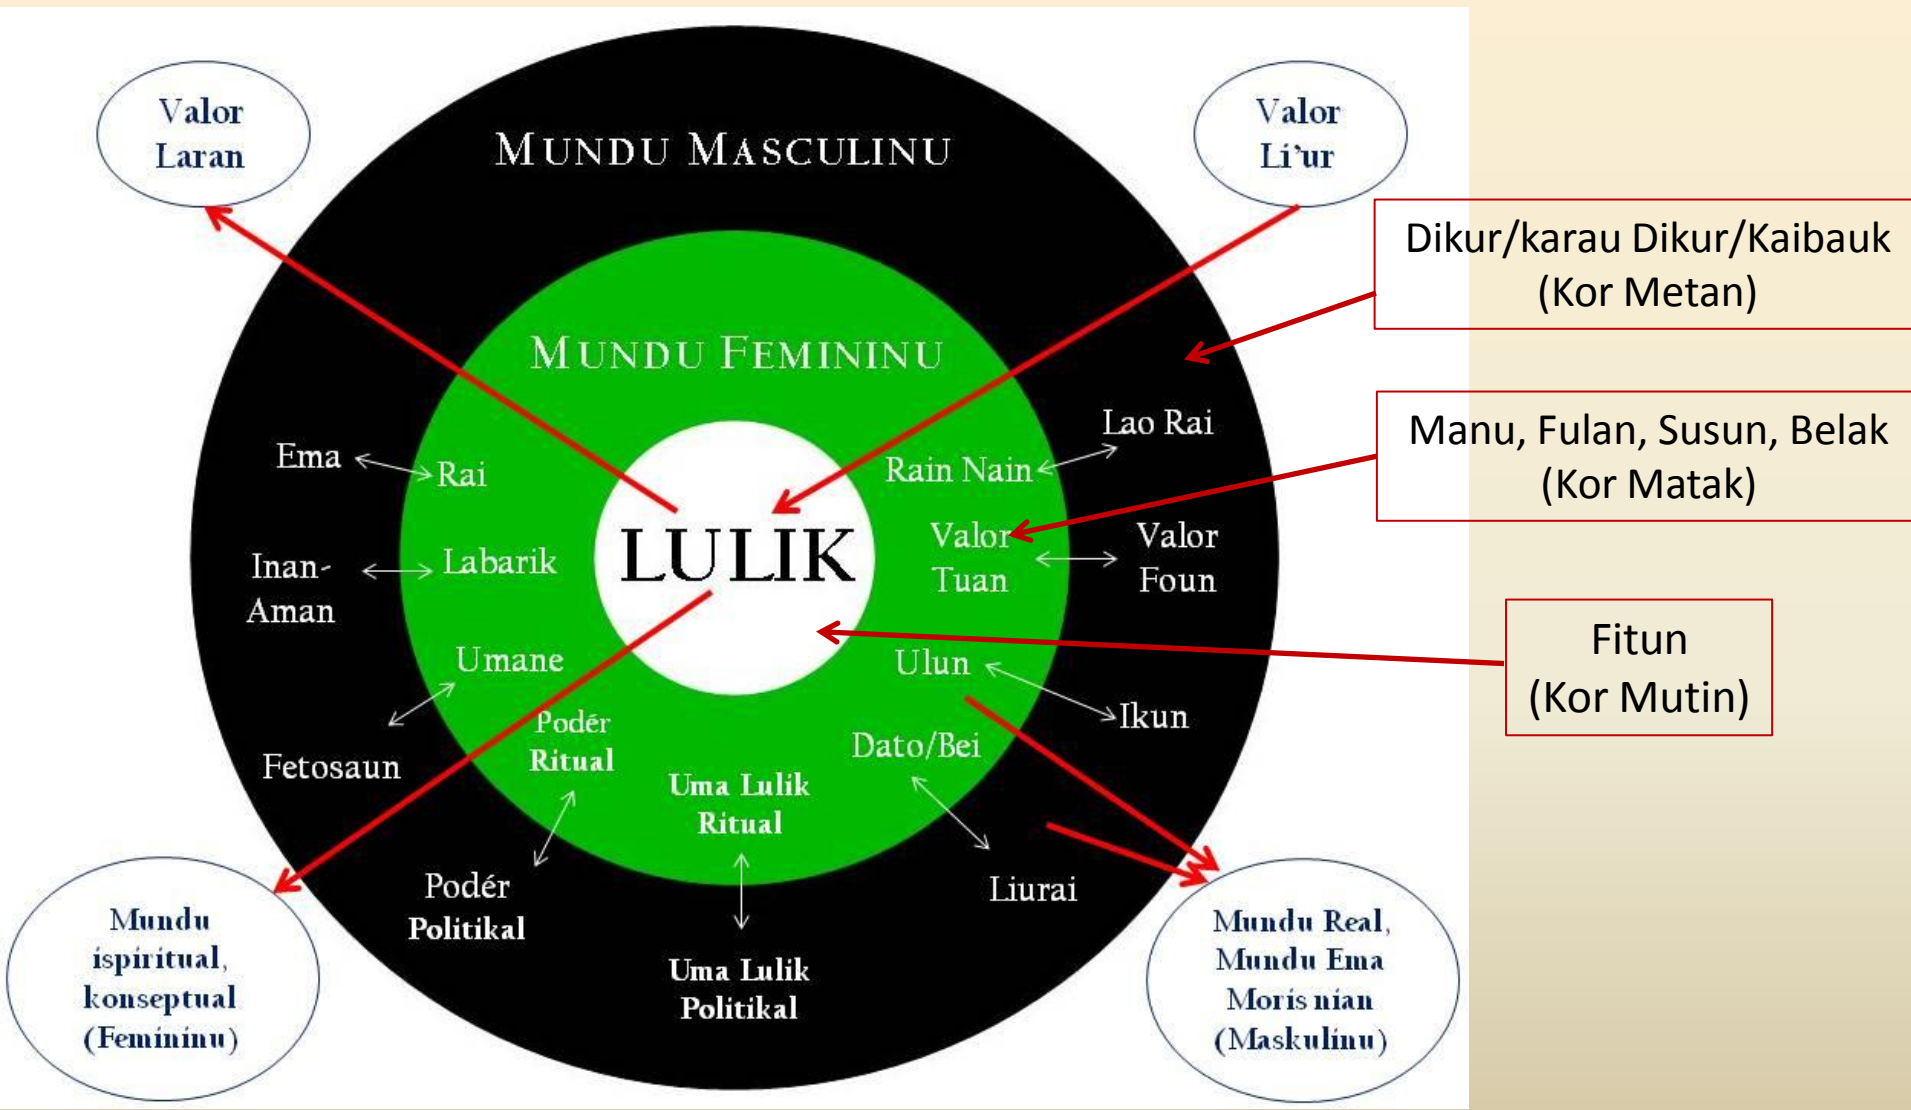 Valor
Laran
MUNDU MASCULINU
Valor
Li'ur
Dikur/karau Dikur/Kaibauk
(Kor Metan)
MUNDU FEMININU
Manu, Fulan, Susun, Belak
(Kor Matak)
Ema
Rai
Rain Nain
Lao Rai
LULIK
Inan-
Aman
Labarik
Valor
Tuan
Valor
Foun
Fitun
(Kor Mutin)
Umane
Fetosaun
Ulun
Ikun
Podér
Ritual
Podér
Politikal
Uma Lulik
Ritual
Uma Lulik
Politikal
Dato/Bei
Liurai
Mundu
ispiritual,
konseptual
(Femininu)
Mundu Real,
Mundu Ema
Moris nian
(Maskulinu)